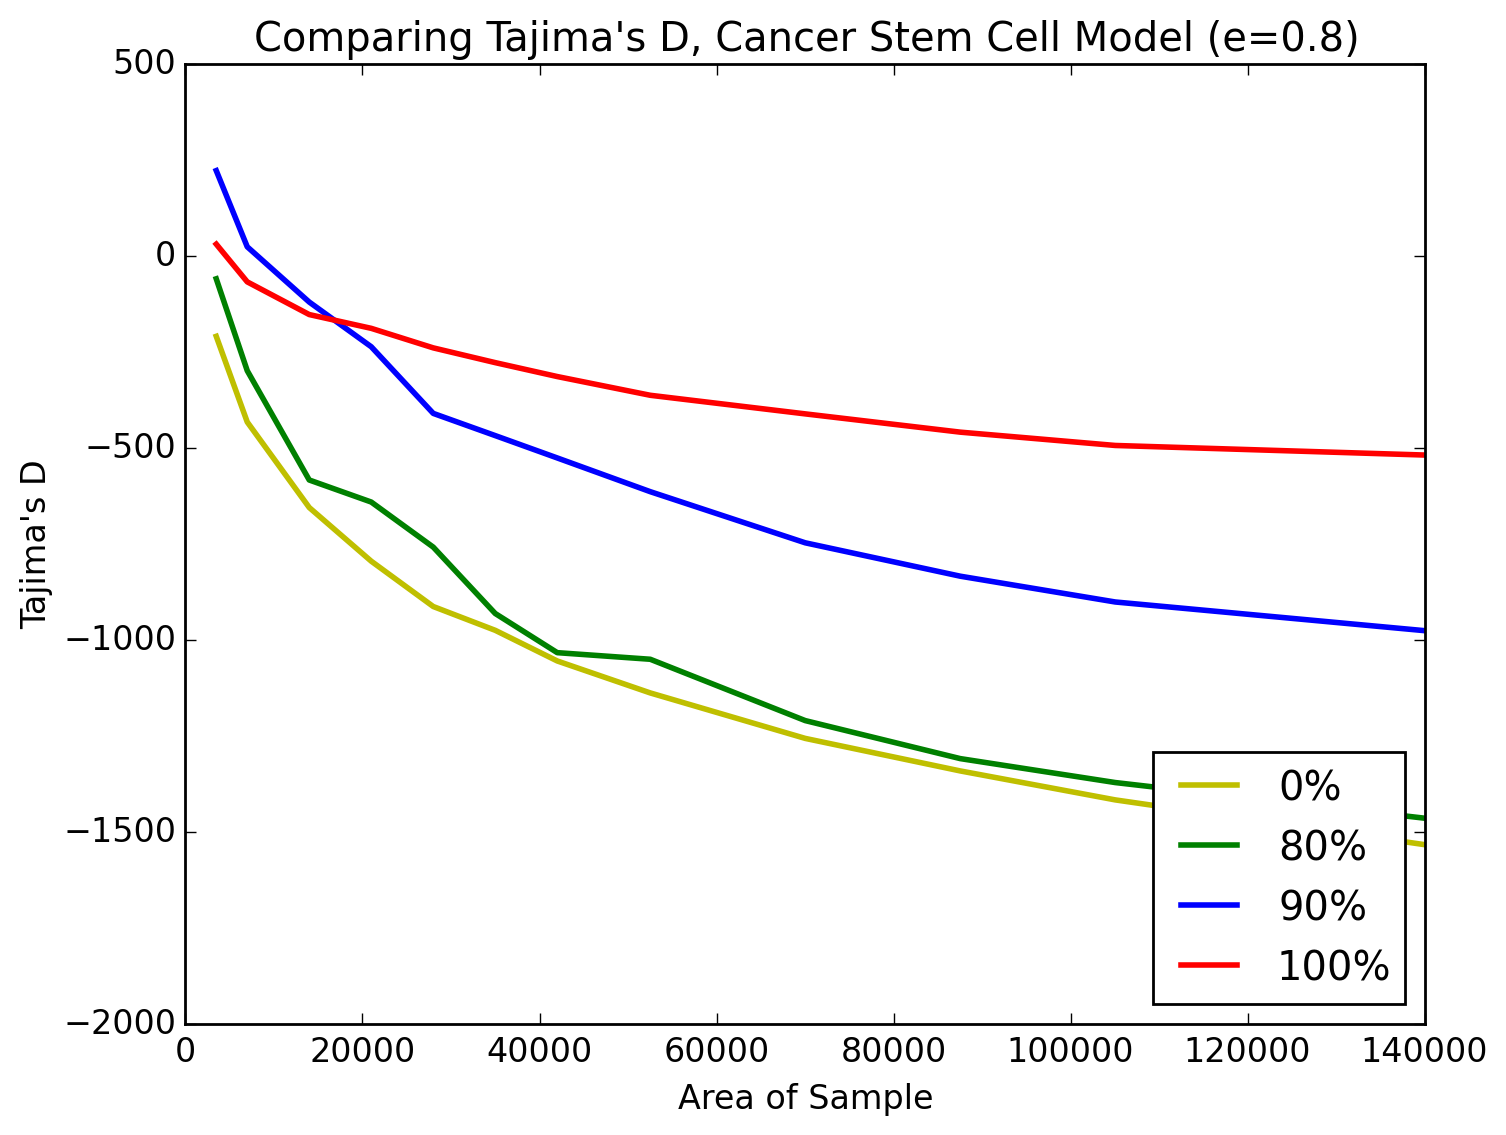 Comparing Tajima's D, Cancer Stem Cell Model (e=0.8)
500
0
−500
−1000
−1500
−2000
Tajima's D
0%
80%
90%
100%
0 20000 40000 60000 80000 100000 120000 140000
Area of Sample